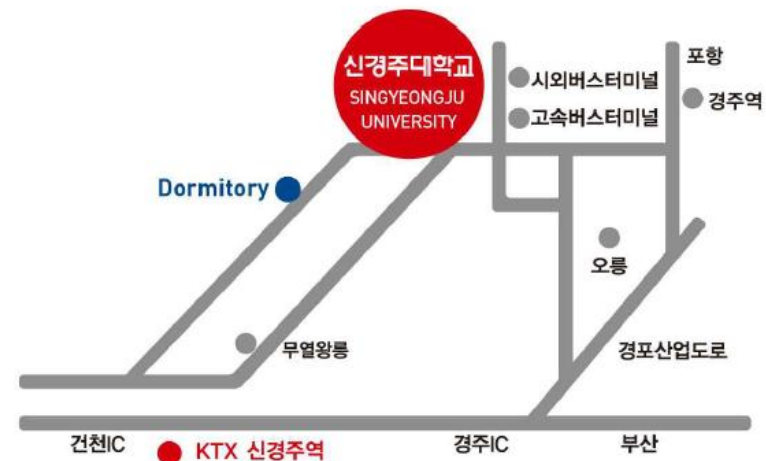 신경주대학교
SINGYEONGJU
UNIVERSITY
포항
시외버스터미널
경주역
고속버스터미널
Dormitory
오릉
무열왕릉
경포산업도로
건천IC
KTX 신경주역
경주IC
부산